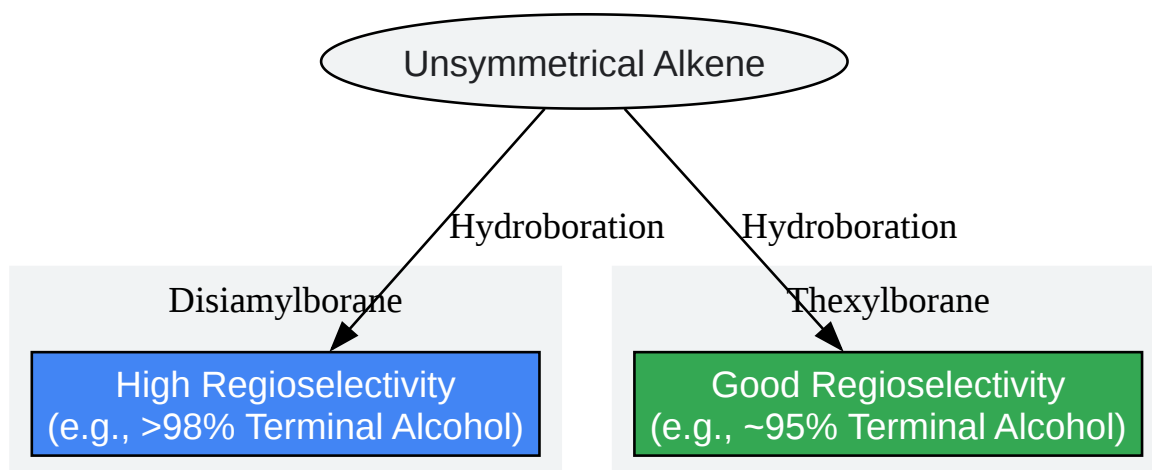 Unsymmetrical Alkene
Hydroboration
Hydroboration
Disiamylborane
Thexylborane
High Regioselectivity
(e.g., >98% Terminal Alcohol)
Good Regioselectivity
(e.g., ~95% Terminal Alcohol)